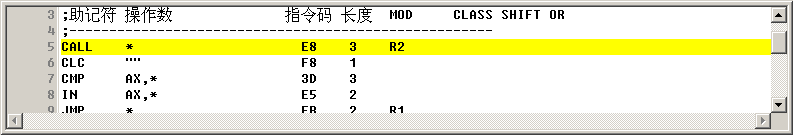 3 ;助记符 操作数 指令码 长度 MOD CLASS SHIFT OR
4 ;-----------------------------------------------------
5 CALL * E8 3 R2
6 CLC "" F8 1
7 CMP AX,* 3D 3
8 IN AX,* E5 2
9 JMP * EB 2 R1